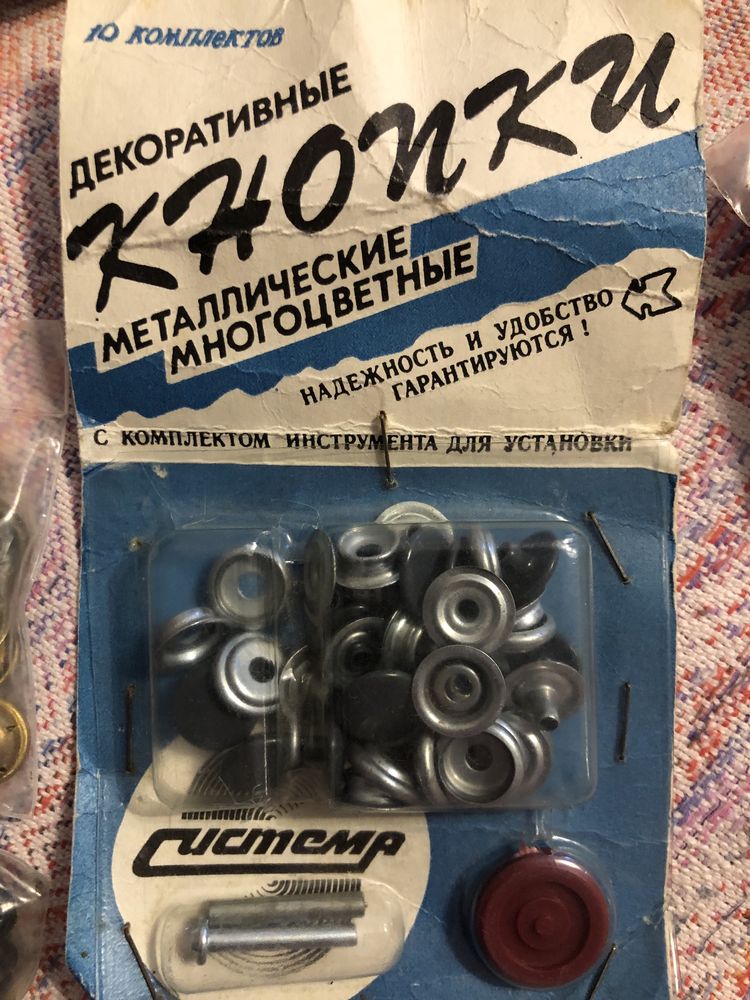 10 комплектов
ДЕКОРАТИВНЫЕ
КНОПКИ
МЕТАЛЛИЧЕСКИЕ
МНОГОЦВЕТНЫЕ
НАДЕЖНОСТЬ И УДОБСТВО
ГАРАНТИРУЮТСЯ!
С КОМПЛЕКТОМ ИНСТРУМЕНТА ДЛЯ УСТАНОВКИ
система